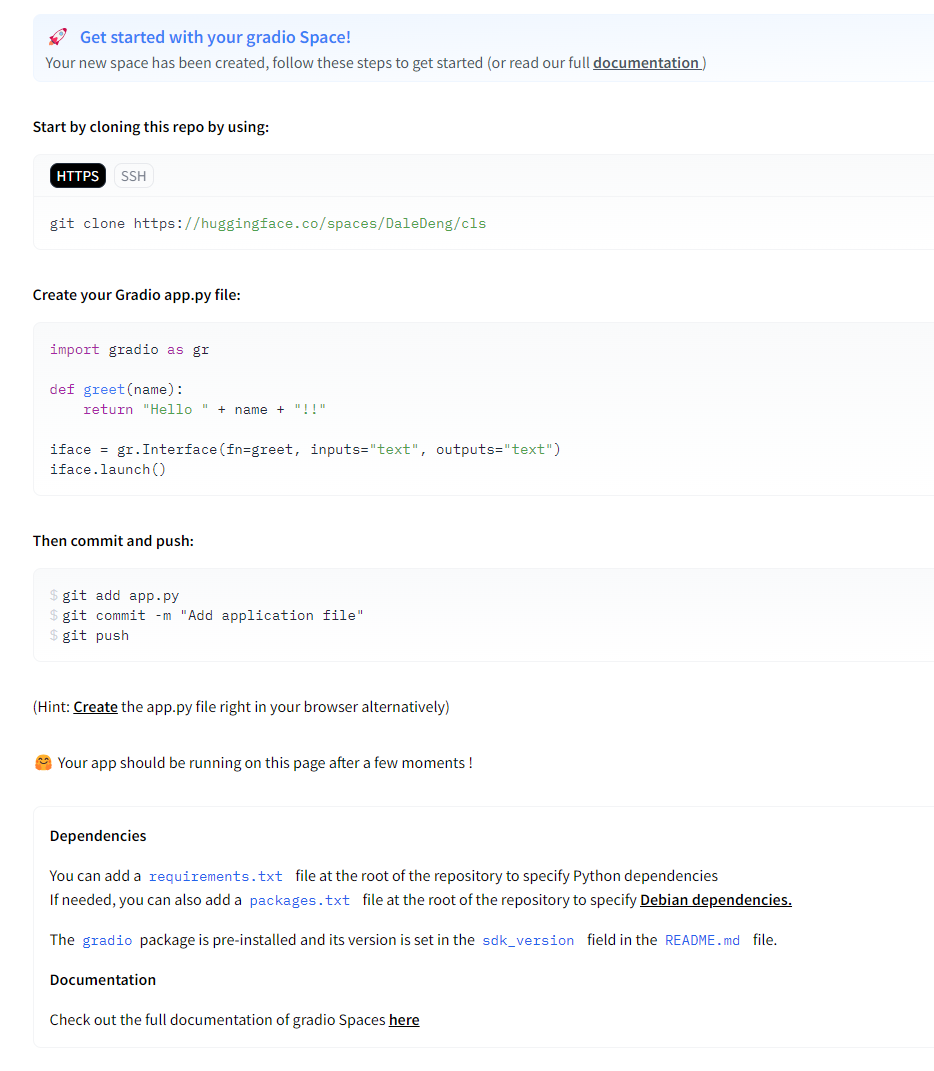 🚀 Get started with your gradio Space!
Your new space has been created, follow these steps to get started (or read our full documentation )
Start by cloning this repo by using:
HTTPS SSH
git clone https://huggingface.co/spaces/DaleDeng/cls
Create your Gradio app.py file:
import gradio as gr
def greet(name):
    return "Hello " + name + "!!"
iface = gr.Interface(fn=greet, inputs="text", outputs="text")
iface.launch()
Then commit and push:
$ git add app.py
$ git commit -m "Add application file"
$ git push
(Hint: Create the app.py file right in your browser alternatively)
🤗 Your app should be running on this page after a few moments !
Dependencies
You can add a requirements.txt file at the root of the repository to specify Python dependencies
If needed, you can also add a packages.txt file at the root of the repository to specify Debian dependencies.
The gradio package is pre-installed and its version is set in the sdk_version field in the README.md file.
Documentation
Check out the full documentation of gradio Spaces here